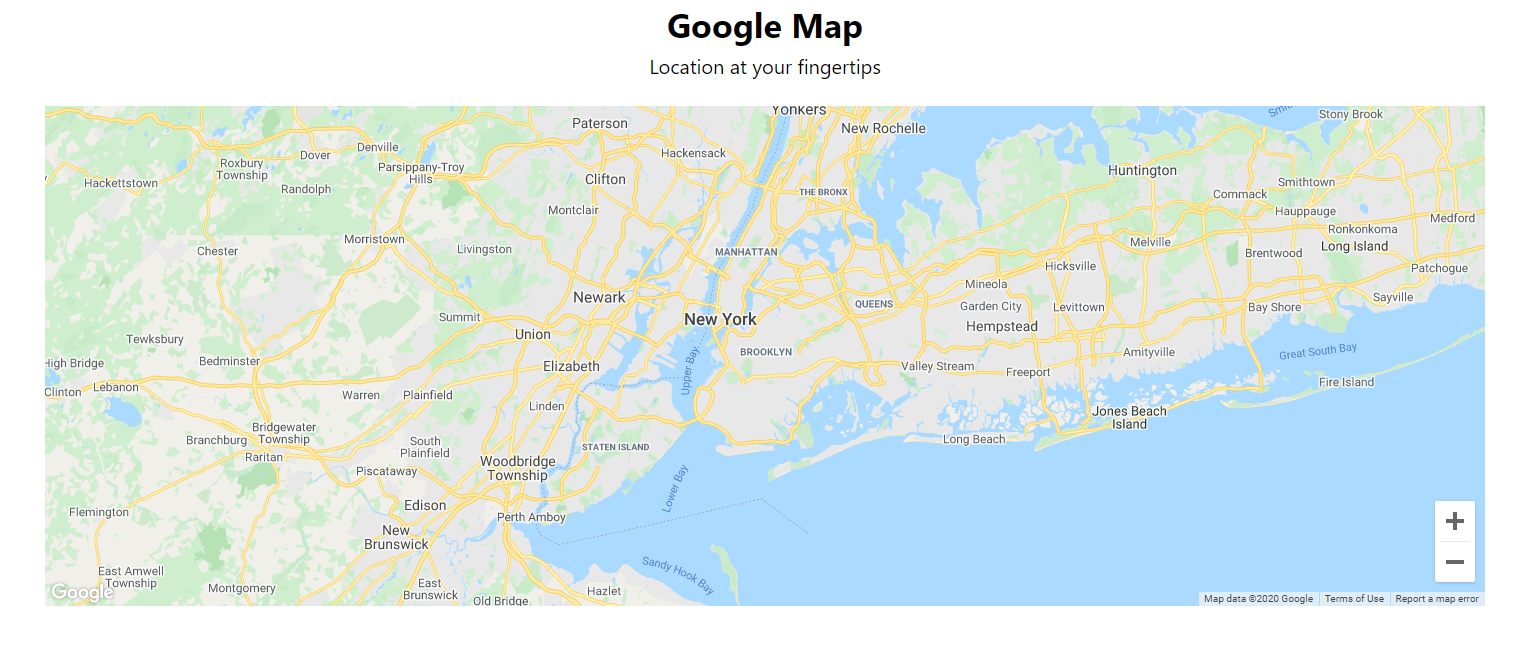 Google Map
Location at your fingertips
Yonkers
Stony Brook
Paterson
New Rochelle
Denville
Hackensack
Dover
Roxbury
Township
Parsippany-Troy
Hills
Huntington
Clifton
Hackettstown
Randolph
THE BRONX
Smithtown
Commack
Montclair
Hauppauge
Medford
Ronkonkoma
Morristown
Melville
Long Island
Chester
Livingston
MANHATTAN
Brentwood
Hicksville
Patchogue
Mineola
Newark
Sayville
QUEENS
Garden City
Levittown
Bay Shore
Summit
New York
Hempstead
Union
Tewksbury
BROOKLYN
Amityville
Great South Bay
High Bridge
Bedminster
Elizabeth
Upper Bay
Valley Stream
Freeport
Fire Island
Lebanon
Clinton
Warren
Plainfield
Linden
Jones Beach
Island
Bridgewater
Township
Branchburg
Long Beach
South
Plainfield
STATEN ISLAND
Raritan
Woodbridge
Township
Piscataway
Lower Bay
Edison
Flemington
Perth Amboy
New
Brunswick
East Amwell
Township
Sandy Hook Bay
Montgomery
East
Brunswick
Hazlet
Old Bridge
Google
Map data ©2020 Google
Terms of Use
Report a map error